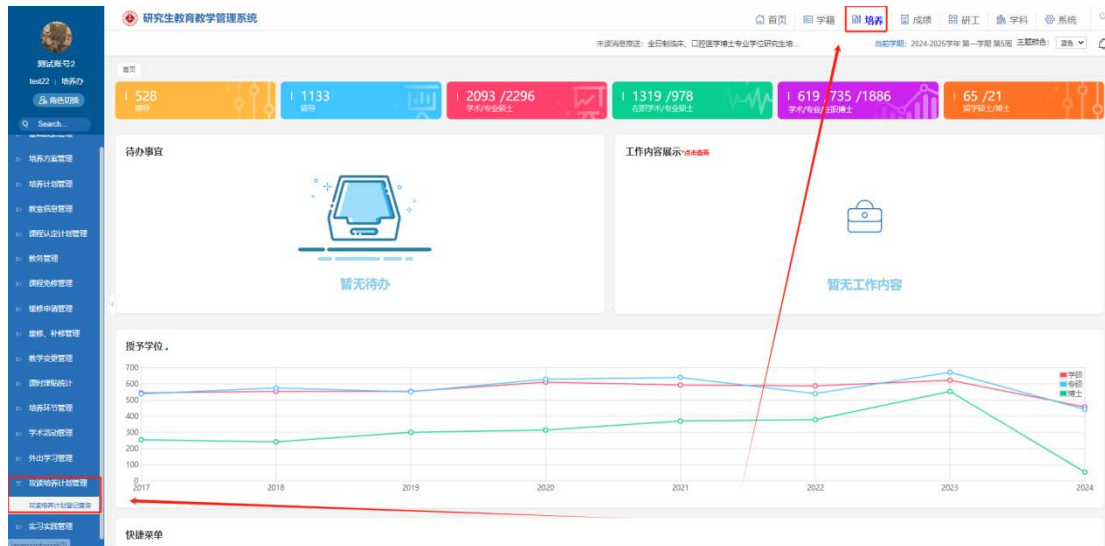 研究生教育教学管理系统
首页 学籍 培养 成绩 研工 学科 系统
未读消息推送: 全日制临床、口腔医学博士专业学位研究生培...
当前学期: 2024-2025学年 第一学期 第5周 主题颜色: 蓝色
测试账号2
test22 : 培养办
角色切换
Search...
培养方案管理
培养计划管理
教室信息管理
课程认定计划管理
教务管理
课程免修管理
缓修申请管理
重修、补修管理
教学变更管理
课时津贴统计
培养环节管理
学术活动管理
外出学习管理
双读培养计划管理
双读培养计划登记查询
实习实践管理
首页
528
1133
2093 /2296
学术/专业硕士
1319 /978
在职学术/专业硕士
619 /735 /1886
学术/专业/在职博士
65 /21
留学硕士/博士
待办事宜
暂无待办
工作内容展示*点击查看
暂无工作内容
授予学位
700
600
500
400
300
200
100
0
2017 2018 2019 2020 2021 2022 2023 2024
学硕
专硕
博士
快捷菜单